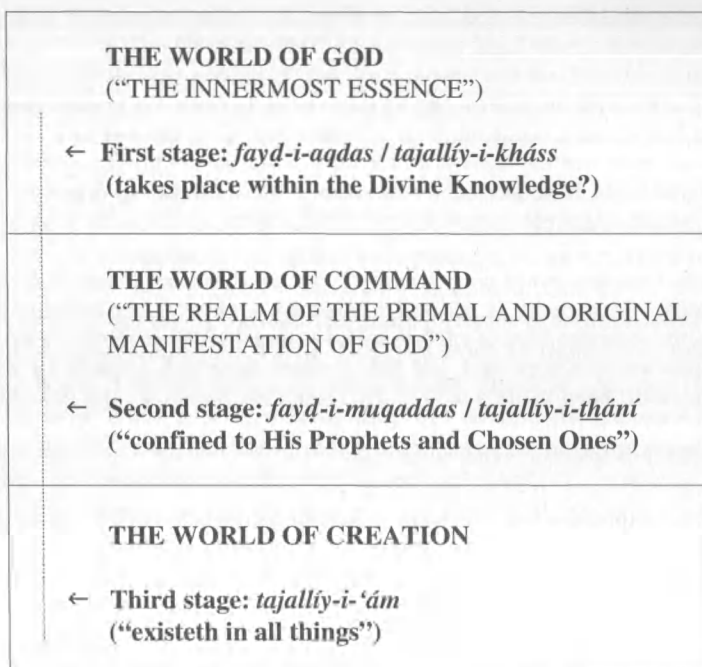 THE WORLD OF GOD
(“THE INNERMOST ESSENCE”)
← First stage: fayḍ-i-aqdas / tajallíy-i-k͟háṣṣ
(takes place within the Divine Knowledge?)
THE WORLD OF COMMAND
(“THE REALM OF THE PRIMAL AND ORIGINAL
MANIFESTATION OF GOD”)
← Second stage: fayḍ-i-muqaddas / tajallíy-i-t͟hání
(“confined to His Prophets and Chosen Ones”)
THE WORLD OF CREATION
← Third stage: tajallíy-i-‘ám
(“existeth in all things”)